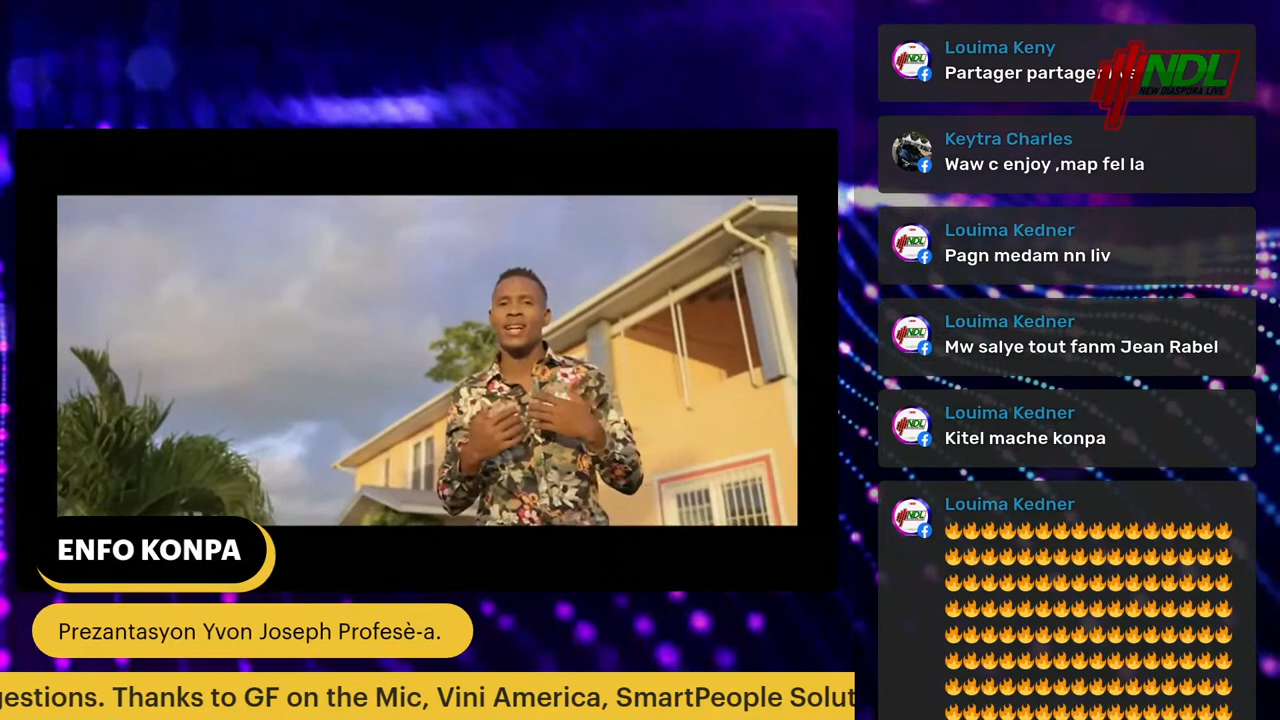 Louima Keny
Partager partager
NDL
NEW DIASPORA LIVE
Keytra Charles
Waw c enjoy ,map fel la
Louima Kedner
Pagn medam nn liv
Louima Kedner
Mw salye tout fanm Jean Rabel
Louima Kedner
Kitel mache konpa
Louima Kedner
🔥🔥🔥🔥🔥🔥🔥🔥🔥🔥🔥🔥🔥🔥🔥🔥
🔥🔥🔥🔥🔥🔥🔥🔥🔥🔥🔥🔥🔥🔥🔥🔥
🔥🔥🔥🔥🔥🔥🔥🔥🔥🔥🔥🔥🔥🔥🔥🔥
🔥🔥🔥🔥🔥🔥🔥🔥🔥🔥🔥🔥🔥🔥🔥🔥
🔥🔥🔥🔥🔥🔥🔥🔥🔥🔥🔥🔥🔥🔥🔥🔥
🔥🔥🔥🔥🔥🔥🔥🔥🔥🔥🔥🔥🔥🔥🔥🔥
🔥🔥🔥🔥🔥🔥🔥🔥🔥🔥🔥🔥🔥🔥🔥🔥
🔥🔥🔥🔥🔥🔥🔥🔥🔥🔥🔥🔥🔥🔥🔥🔥
ENFO KONPA
Prezantasyon Yvon Joseph Profesè-a.
gestions. Thanks to GF on the Mic, Vini America, SmartPeople Solut